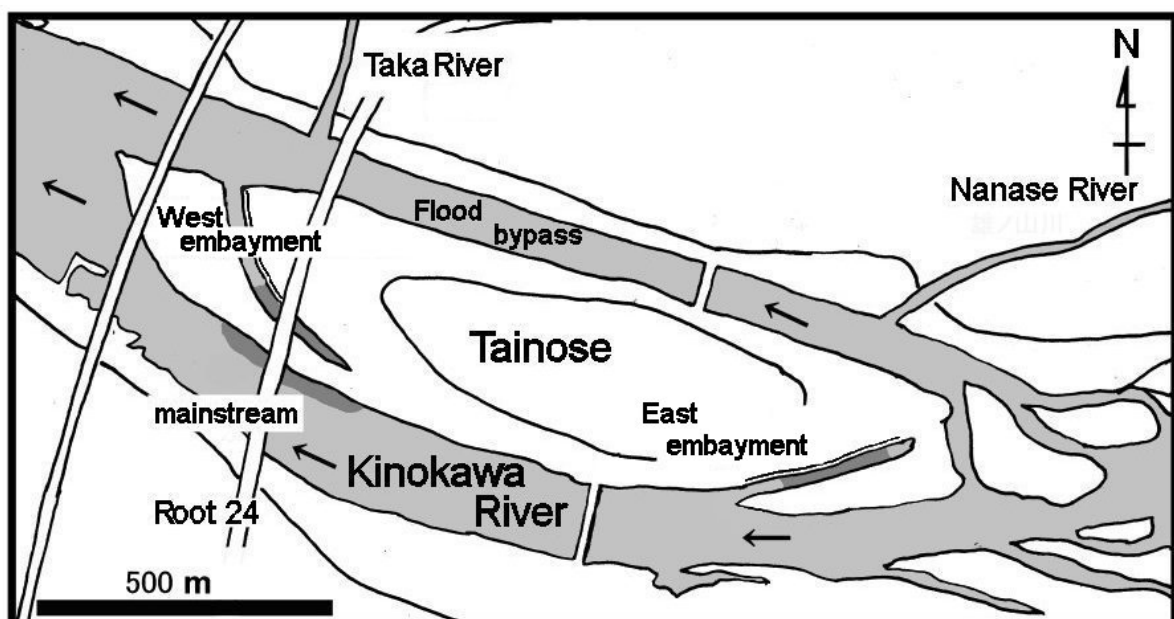 Taka River
N
Nanase River
West
embayment
Flood
bypass
Tainose
mainstream
East
embayment
Kinokawa
River
Root 24
500 m